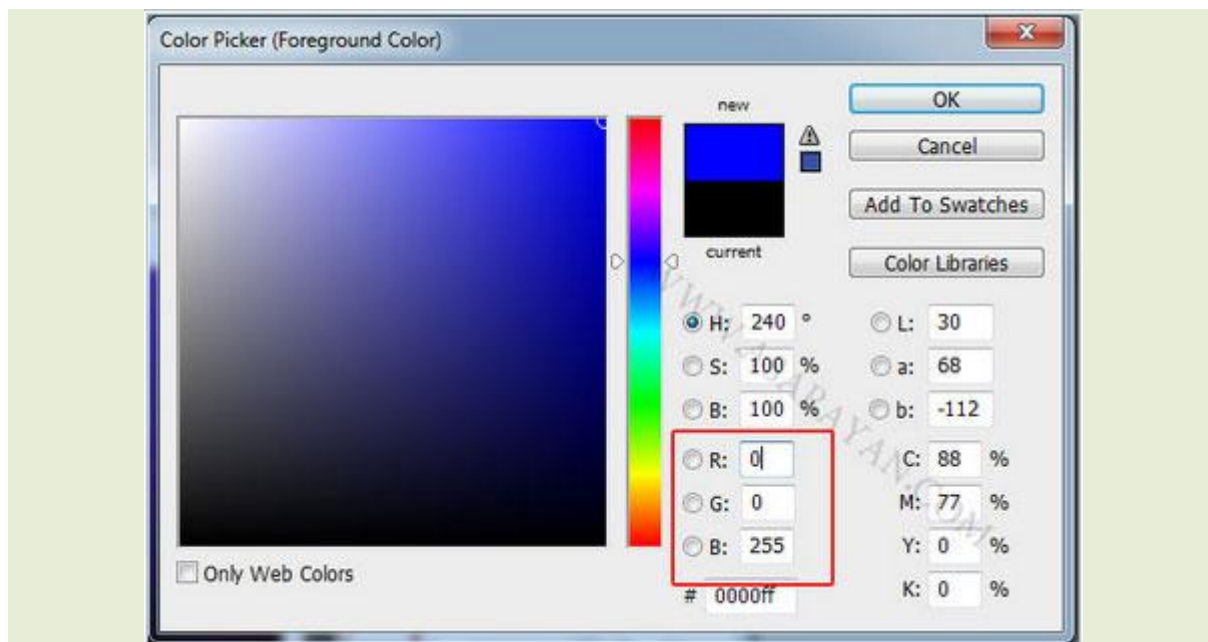 Color Picker (Foreground Color)
new
current
OK
Cancel
Add To Swatches
Color Libraries
H: 240 °
S: 100 %
B: 100 %
R: 0
G: 0
B: 255
# 0000ff
L: 30
a: 68
b: -112
C: 88 %
M: 77 %
Y: 0 %
K: 0 %
Only Web Colors